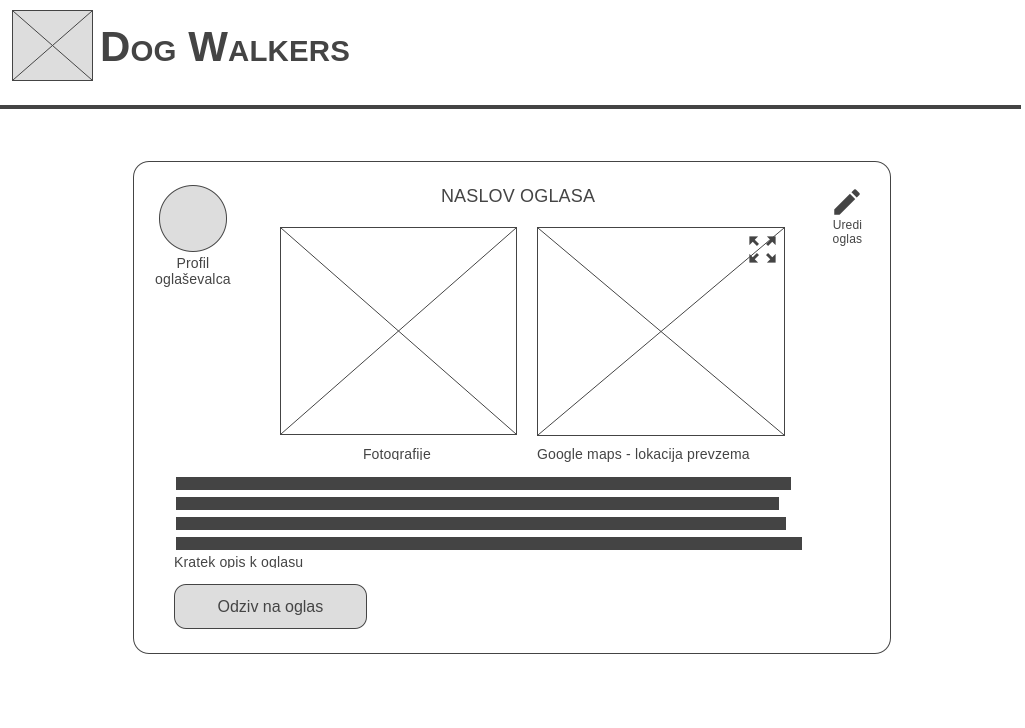 Dog Walkers
NASLOV OGLASA
Profil
oglaševalca
Uredi
oglas
Fotografije
Google maps - lokacija prevzema
Kratek opis k oglasu
Odziv na oglas